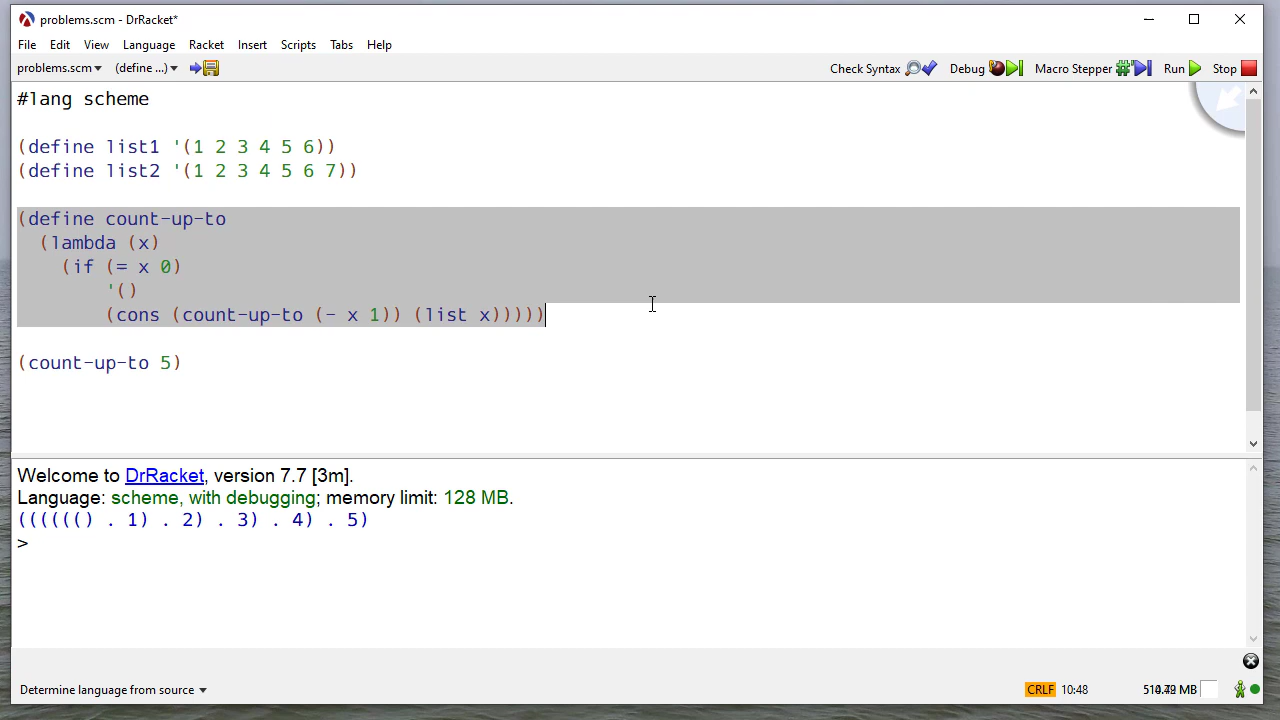 problems.scm - DrRacket*
File Edit View Language Racket Insert Scripts Tabs Help
problems.scm (define ...) Check Syntax Debug Macro Stepper Run Stop
#lang scheme
(define list1 '(1 2 3 4 5 6))
(define list2 '(1 2 3 4 5 6 7))
(define count-up-to
(lambda (x)
(if (= x 0)
'()
(cons (count-up-to (- x 1)) (list x)))))
(count-up-to 5)
Welcome to DrRacket, version 7.7 [3m].
Language: scheme, with debugging; memory limit: 128 MB.
((((((() . 1) . 2) . 3) . 4) . 5)
>
Determine language from source CRLF 10:48 MB